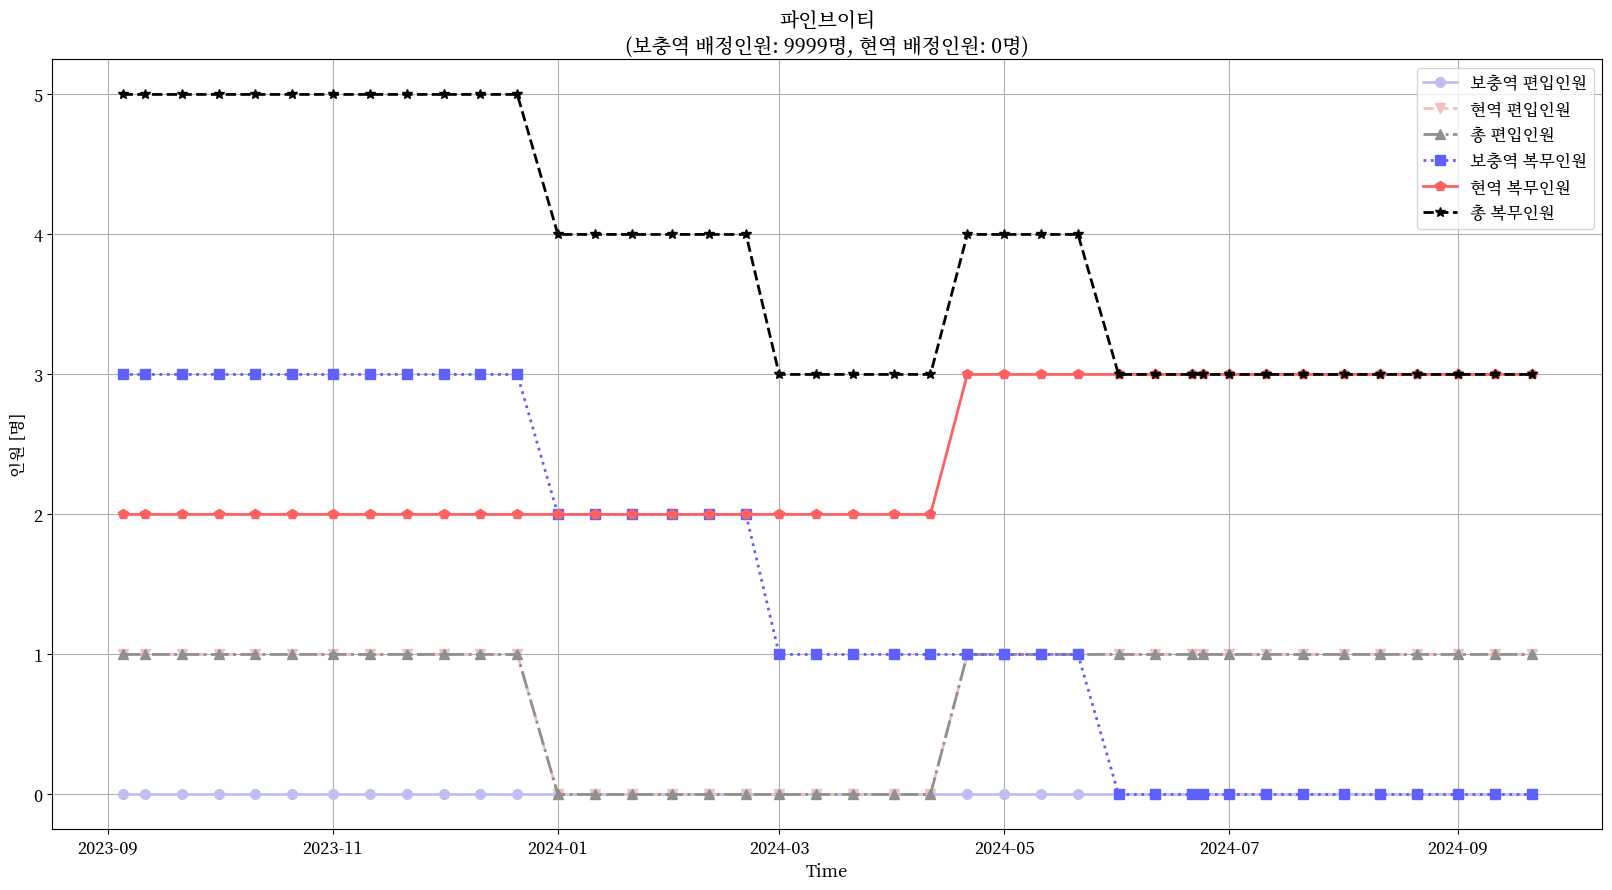 파인브이티
(보충역 배정인원: 9999명, 현역 배정인원: 0명)
보충역 편입인원
현역 편입인원
총 편입인원
보충역 복무인원
현역 복무인원
총 복무인원
인원 [명]
5
4
3
2
1
0
2023-09
2023-11
2024-01
2024-03
2024-05
2024-07
2024-09
Time